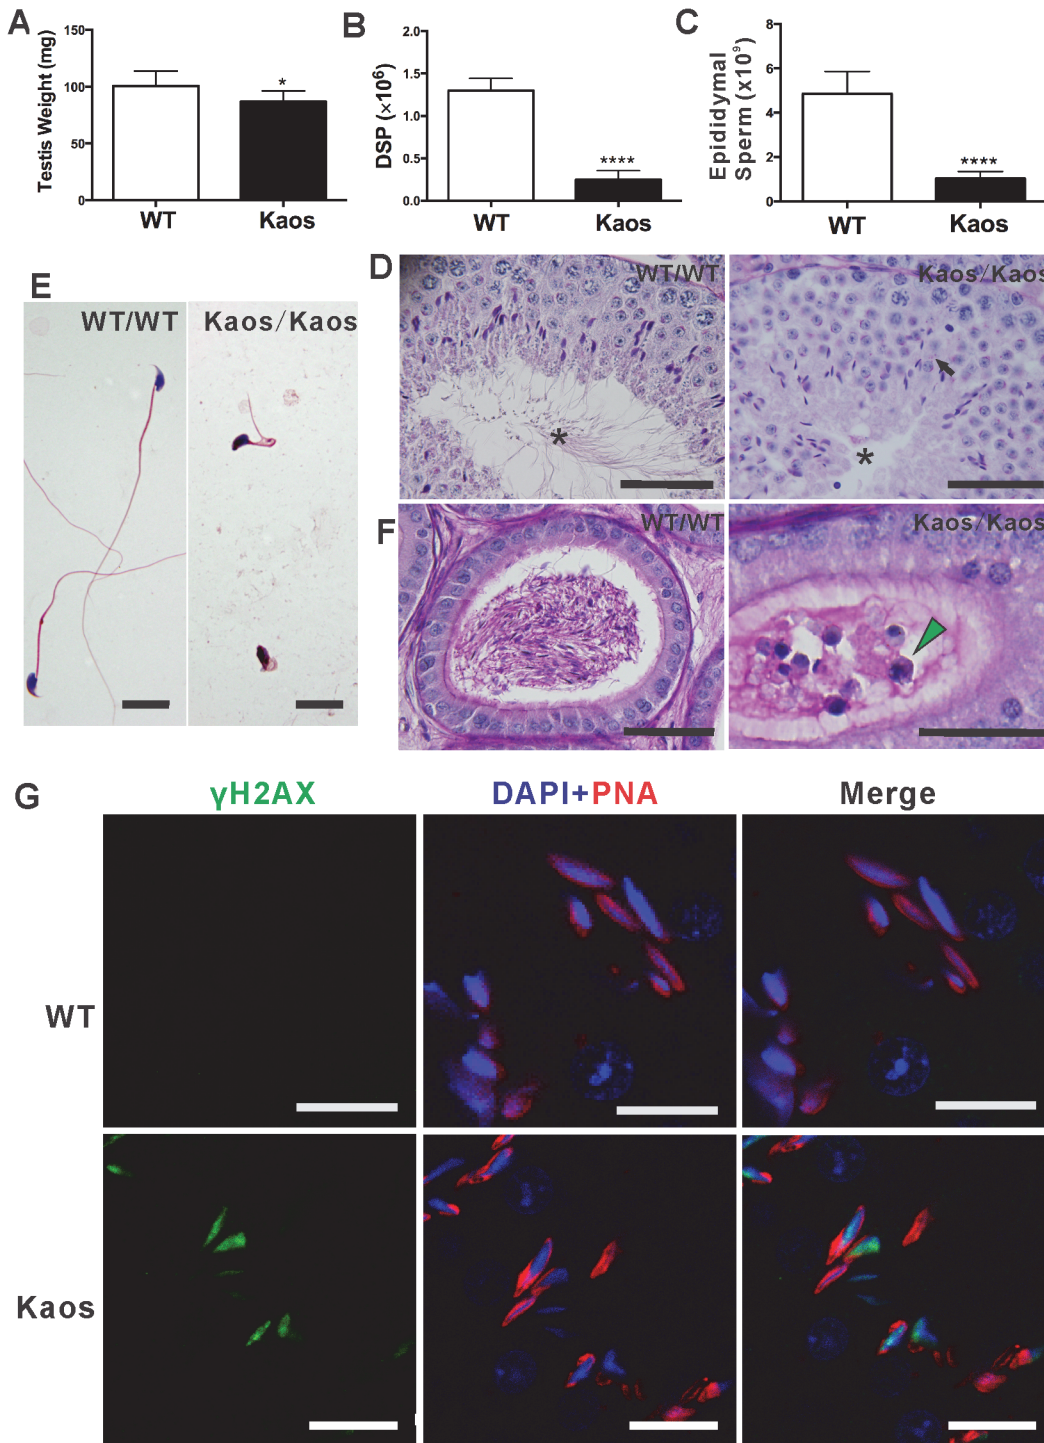 A
Testis Weight (mg)
150
100
50
0
*
WT
Kaos
B
DSP (×10⁶)
2.0
1.5
1.0
0.5
0.0
****
WT
Kaos
C
Epididymal
Sperm (x10⁹)
8
6
4
2
0
****
WT
Kaos
D
WT/WT
*
Kaos/Kaos
*
E
WT/WT
Kaos/Kaos
F
WT/WT
Kaos/Kaos
G
γH2AX
DAPI+PNA
Merge
WT
Kaos